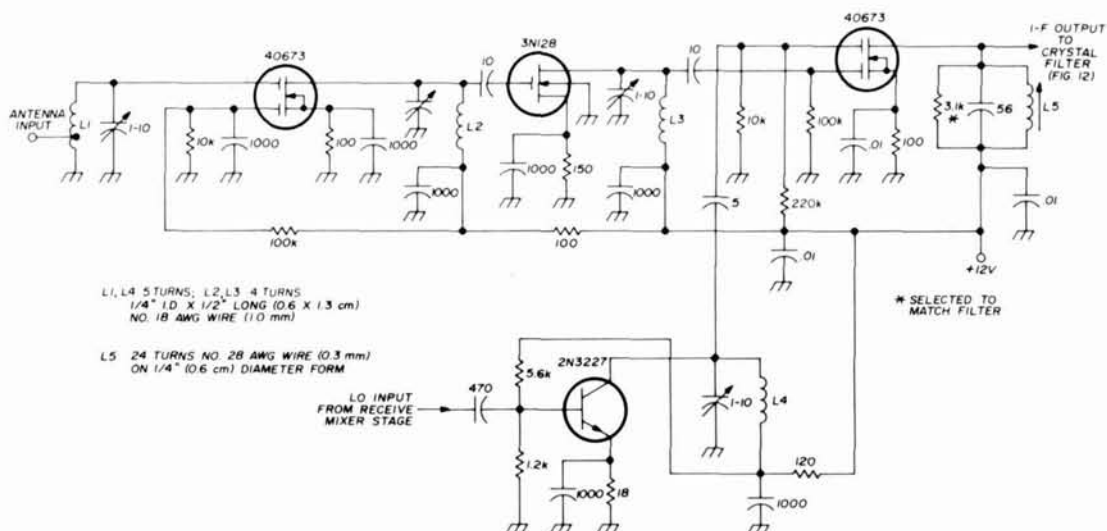 40673
3N128
40673
I-F OUTPUT
TO
CRYSTAL
FILTER
(FIG. 12)
ANTENNA
INPUT
L1
1-10
10k
1000
100
1000
L2
1000
10
1000
150
1-10
L3
1000
10
10k
100k
.01
100
3.1k
*
56
L5
5
220k
.01
.01
100k
100
+12V
* SELECTED TO
MATCH FILTER
L1, L4 5 TURNS; L2, L3 4 TURNS
1/4" I.D X 1/2" LONG (0.6 X 1.3 cm)
NO. 18 AWG WIRE (1.0 mm)
L5 24 TURNS NO. 28 AWG WIRE (0.3 mm)
ON 1/4" (0.6 cm) DIAMETER FORM
2N3227
5.6k
LO INPUT
FROM RECEIVE
MIXER STAGE
470
1.2k
1000
18
1-10
L4
120
1000